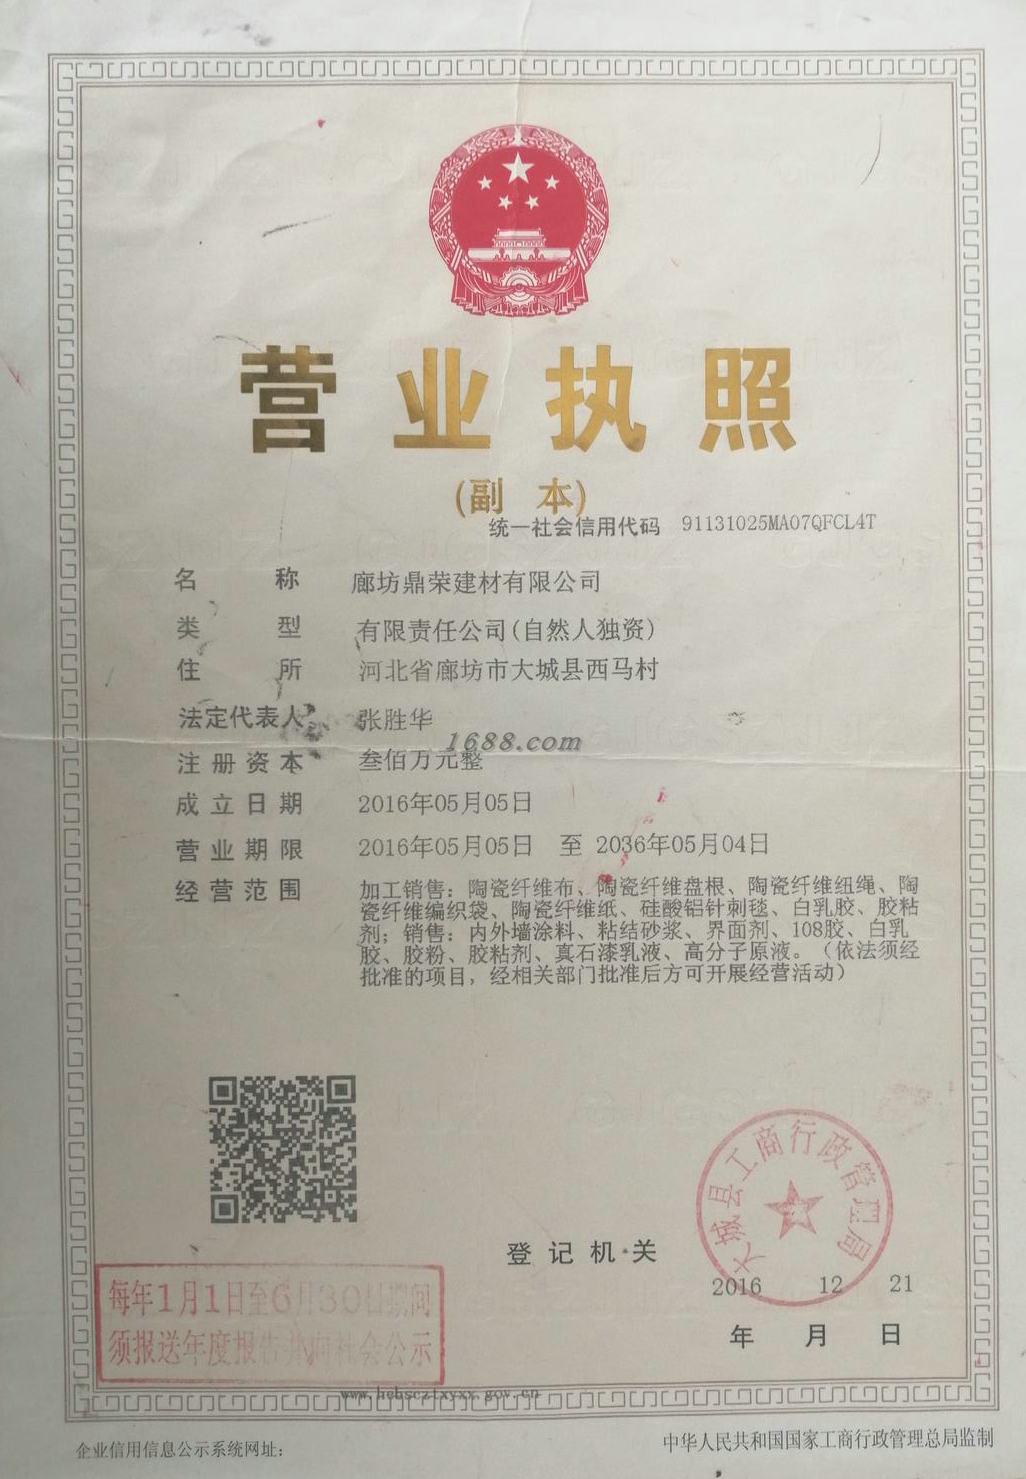 营业执照
(副 本)
统一社会信用代码 91131025MA07QFCL4T
名 称 廊坊鼎荣建材有限公司
类 型 有限责任公司(自然人独资)
住 所 河北省廊坊市大城县西马村
法定代表人 张胜华
1688.com
注册资本 叁佰万元整
成立日期 2016年05月05日
营业期限 2016年05月05日 至 2036年05月04日
经营范围 加工销售：陶瓷纤维布、陶瓷纤维盘根、陶瓷纤维纽绳、陶
瓷纤维编织袋、陶瓷纤维纸、硅酸铝针刺毯、白乳胶、胶粘
剂；销售：内外墙涂料、粘结砂浆、界面剂、108胶、白乳
胶、胶粉、胶粘剂、真石漆乳液、高分子原液。（依法须经
批准的项目，经相关部门批准后方可开展经营活动）
大城县工商行政管理局
登记机关
2016 12 21
年 月 日
每年1月1日至6月30日期间
须报送年度报告并向社会公示
www.hebscztxyxx.gov.cn
企业信用信息公示系统网址：
中华人民共和国国家工商行政管理总局监制